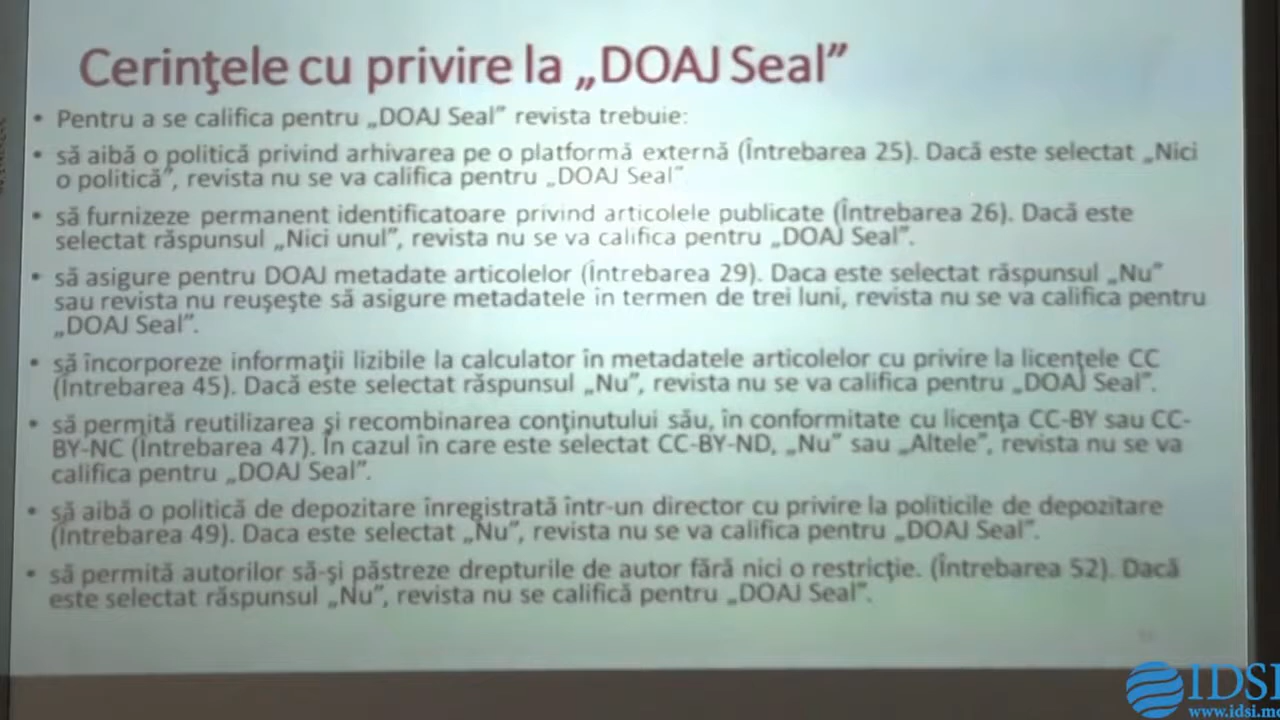 Cerinţele cu privire la „DOAJ Seal”
• Pentru a se califica pentru „DOAJ Seal” revista trebuie:
• să aibă o politică privind arhivarea pe o platformă externă (Întrebarea 25). Dacă este selectat „Nici
o politică”, revista nu se va califica pentru „DOAJ Seal”
• să furnizeze permanent identificatoare privind articolele publicate (Întrebarea 26). Dacă este
selectat răspunsul „Nici unul”, revista nu se va califica pentru „DOAJ Seal”.
• să asigure pentru DOAJ metadate articolelor (Întrebarea 29). Daca este selectat răspunsul „Nu”
sau revista nu reuşeşte să asigure metadatele în termen de trei luni, revista nu se va califica pentru
„DOAJ Seal”.
• să încorporeze informaţii lizibile la calculator în metadatele articolelor cu privire la licenţele CC
(Întrebarea 45). Dacă este selectat răspunsul „Nu”, revista nu se va califica pentru „DOAJ Seal”.
• să permită reutilizarea şi recombinarea conţinutului său, în conformitate cu licenţa CC-BY sau CC-
BY-NC (Întrebarea 47). În cazul în care este selectat CC-BY-ND, „Nu” sau „Altele”, revista nu se va
califica pentru „DOAJ Seal”.
• să aibă o politică de depozitare înregistrată într-un director cu privire la politicile de depozitare
(Întrebarea 49). Daca este selectat „Nu”, revista nu se va califica pentru „DOAJ Seal”.
• să permită autorilor să-şi păstreze drepturile de autor fără nici o restricţie. (Întrebarea 52). Dacă
este selectat răspunsul „Nu”, revista nu se califică pentru „DOAJ Seal”.
IDSI
www.idsi.md